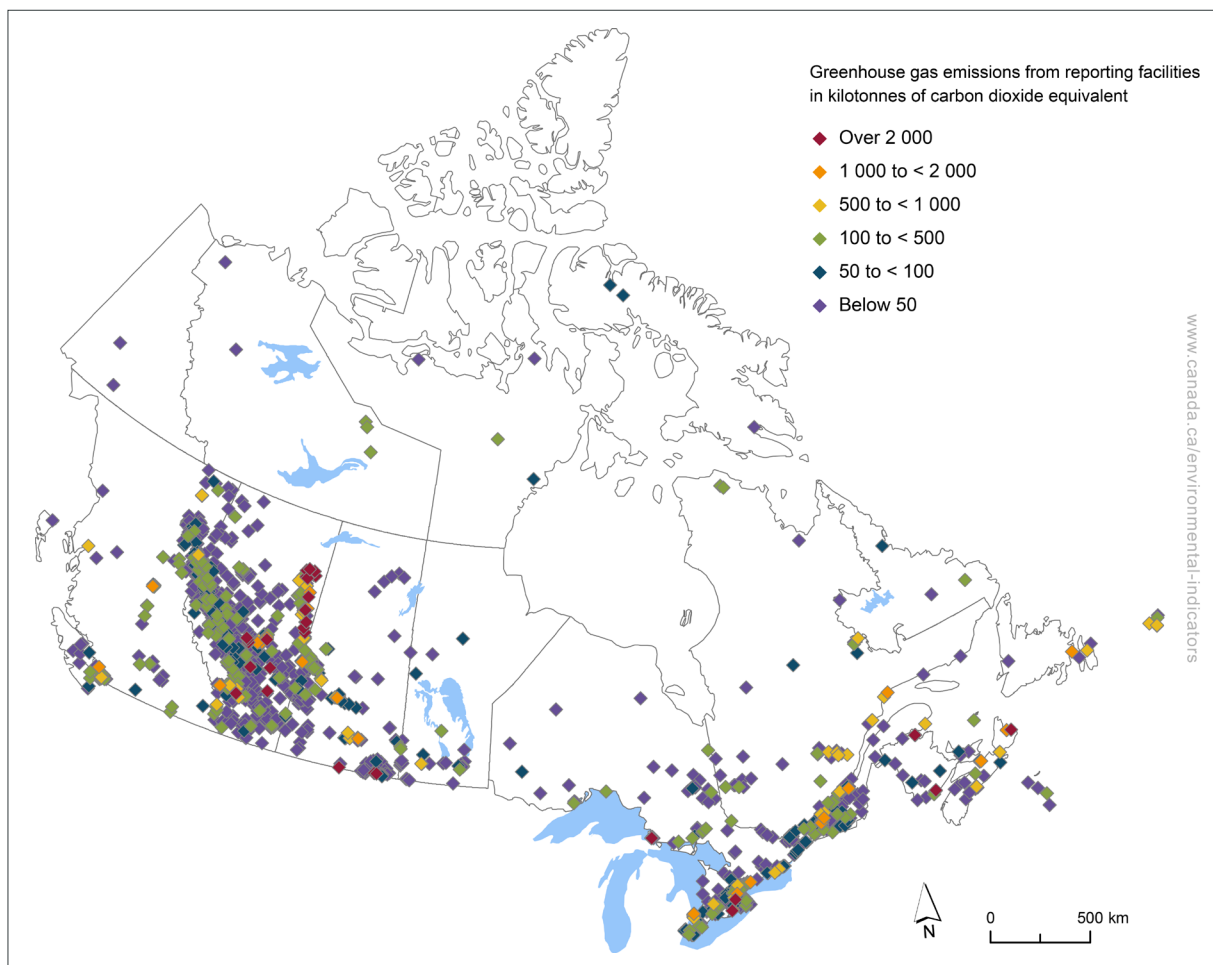 Greenhouse gas emissions from reporting facilities
in kilotonnes of carbon dioxide equivalent
Over 2 000
1 000 to < 2 000
500 to < 1 000
100 to < 500
50 to < 100
Below 50
www.canada.ca/environmental-indicators
N
0 500 km